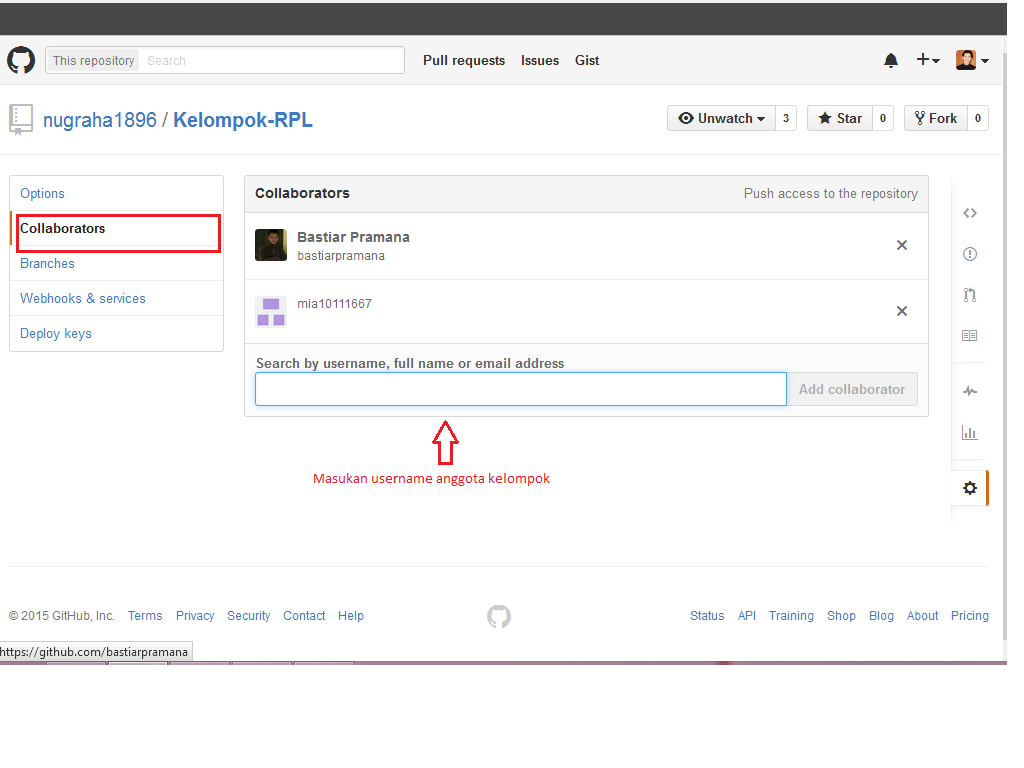 This repository Search Pull requests Issues Gist
nugraha1896 / Kelompok-RPL Unwatch 3 Star 0 Fork 0
Options
Collaborators
Branches
Webhooks & services
Deploy keys
Collaborators Push access to the repository
Bastiar Pramana
bastiarpramana
mia10111667
Search by username, full name or email address
Add collaborator
Masukan username anggota kelompok
© 2015 GitHub, Inc. Terms Privacy Security Contact Help Status API Training Shop Blog About Pricing
https://github.com/bastiarpramana